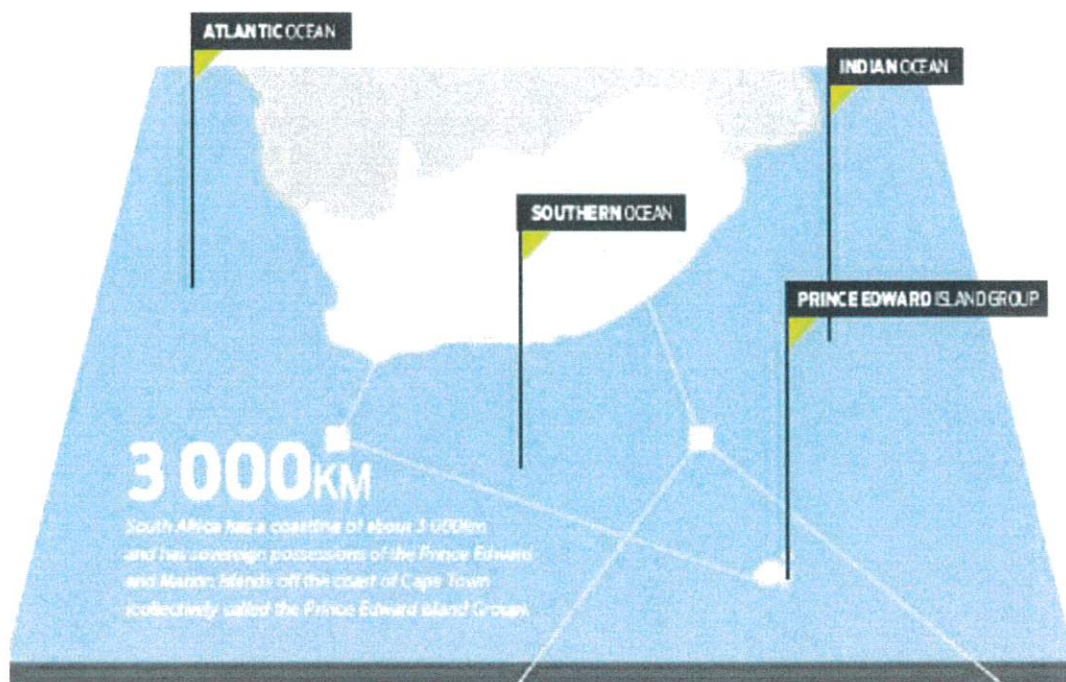 ATLANTIC OCEAN
INDIAN OCEAN
SOUTHERN OCEAN
PRINCE EDWARD ISLAND GROUP
3 000KM
South Africa has a coastline of about 3 000km
and has sovereign possessions of the Prince Edward
and Marion Islands off the coast of Cape Town
(collectively called the Prince Edward Island Group).